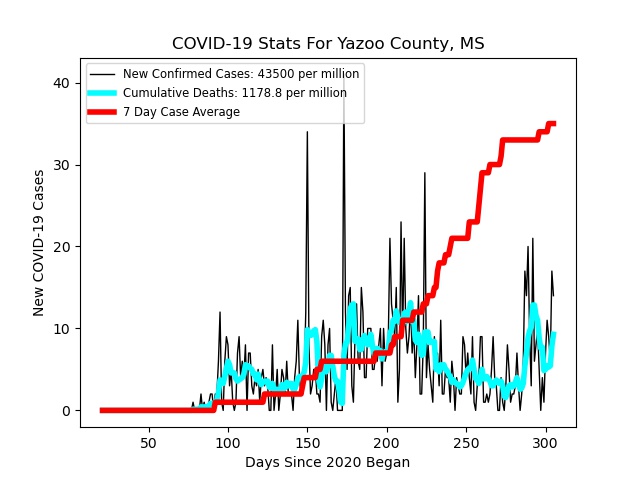 COVID-19 Stats For Yazoo County, MS
New Confirmed Cases: 43500 per million
Cumulative Deaths: 1178.8 per million
7 Day Case Average
40
30
20
10
0
New COVID-19 Cases
50 100 150 200 250 300
Days Since 2020 Began